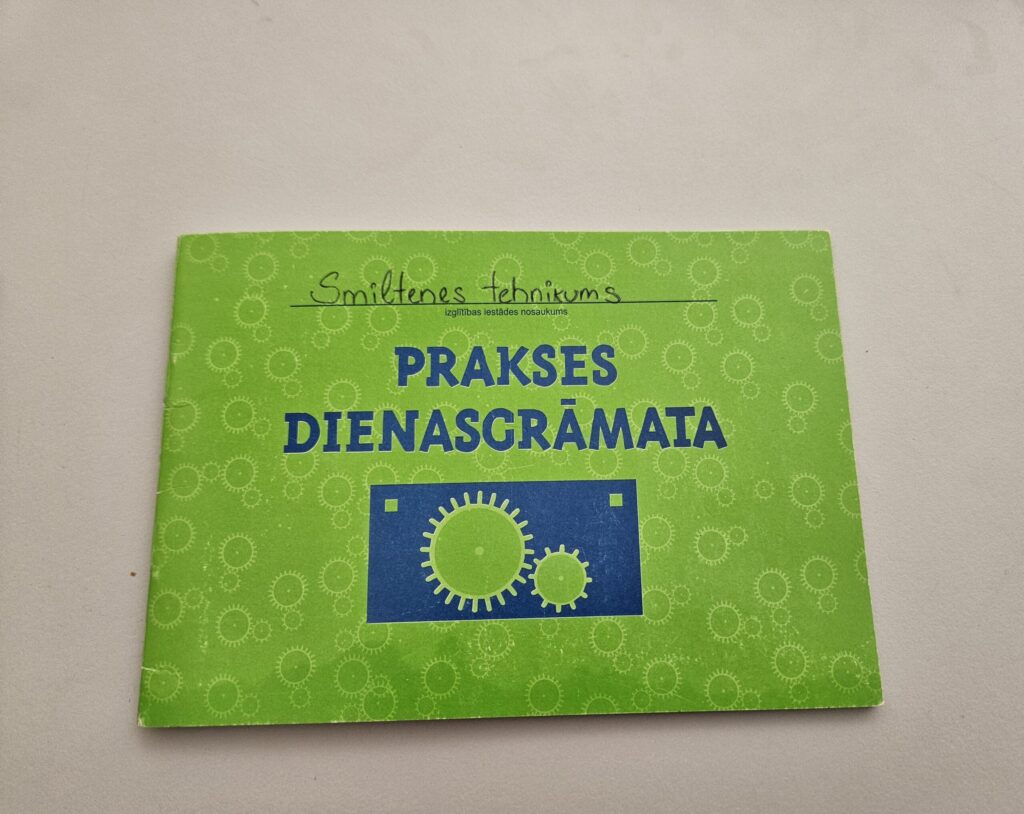 Smiltenes tehnikums
izglītības iestādes nosaukums
PRAKSES
DIENASGRĀMATA